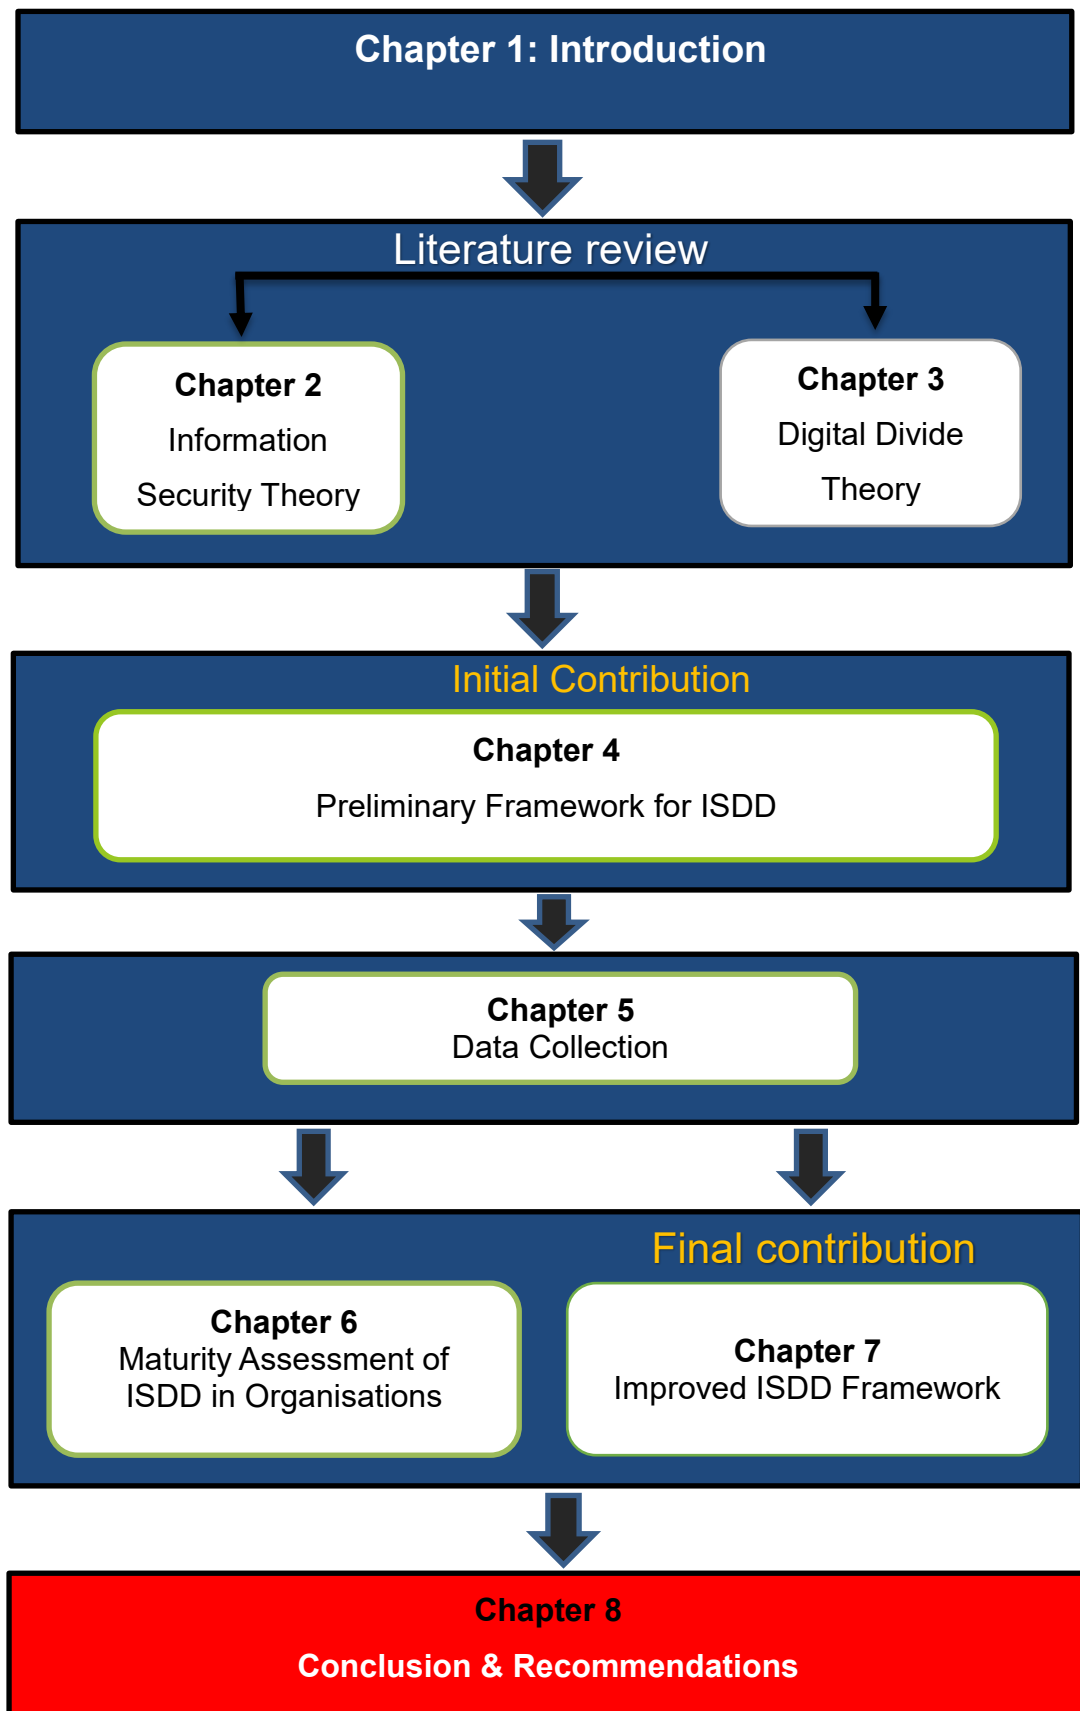 Chapter 1: Introduction
Literature review
Chapter 2
Information
Security Theory
Chapter 3
Digital Divide
Theory
Initial Contribution
Chapter 4
Preliminary Framework for ISDD
Chapter 5
Data Collection
Final contribution
Chapter 6
Maturity Assessment of
ISDD in Organisations
Chapter 7
Improved ISDD Framework
Chapter 8
Conclusion & Recommendations